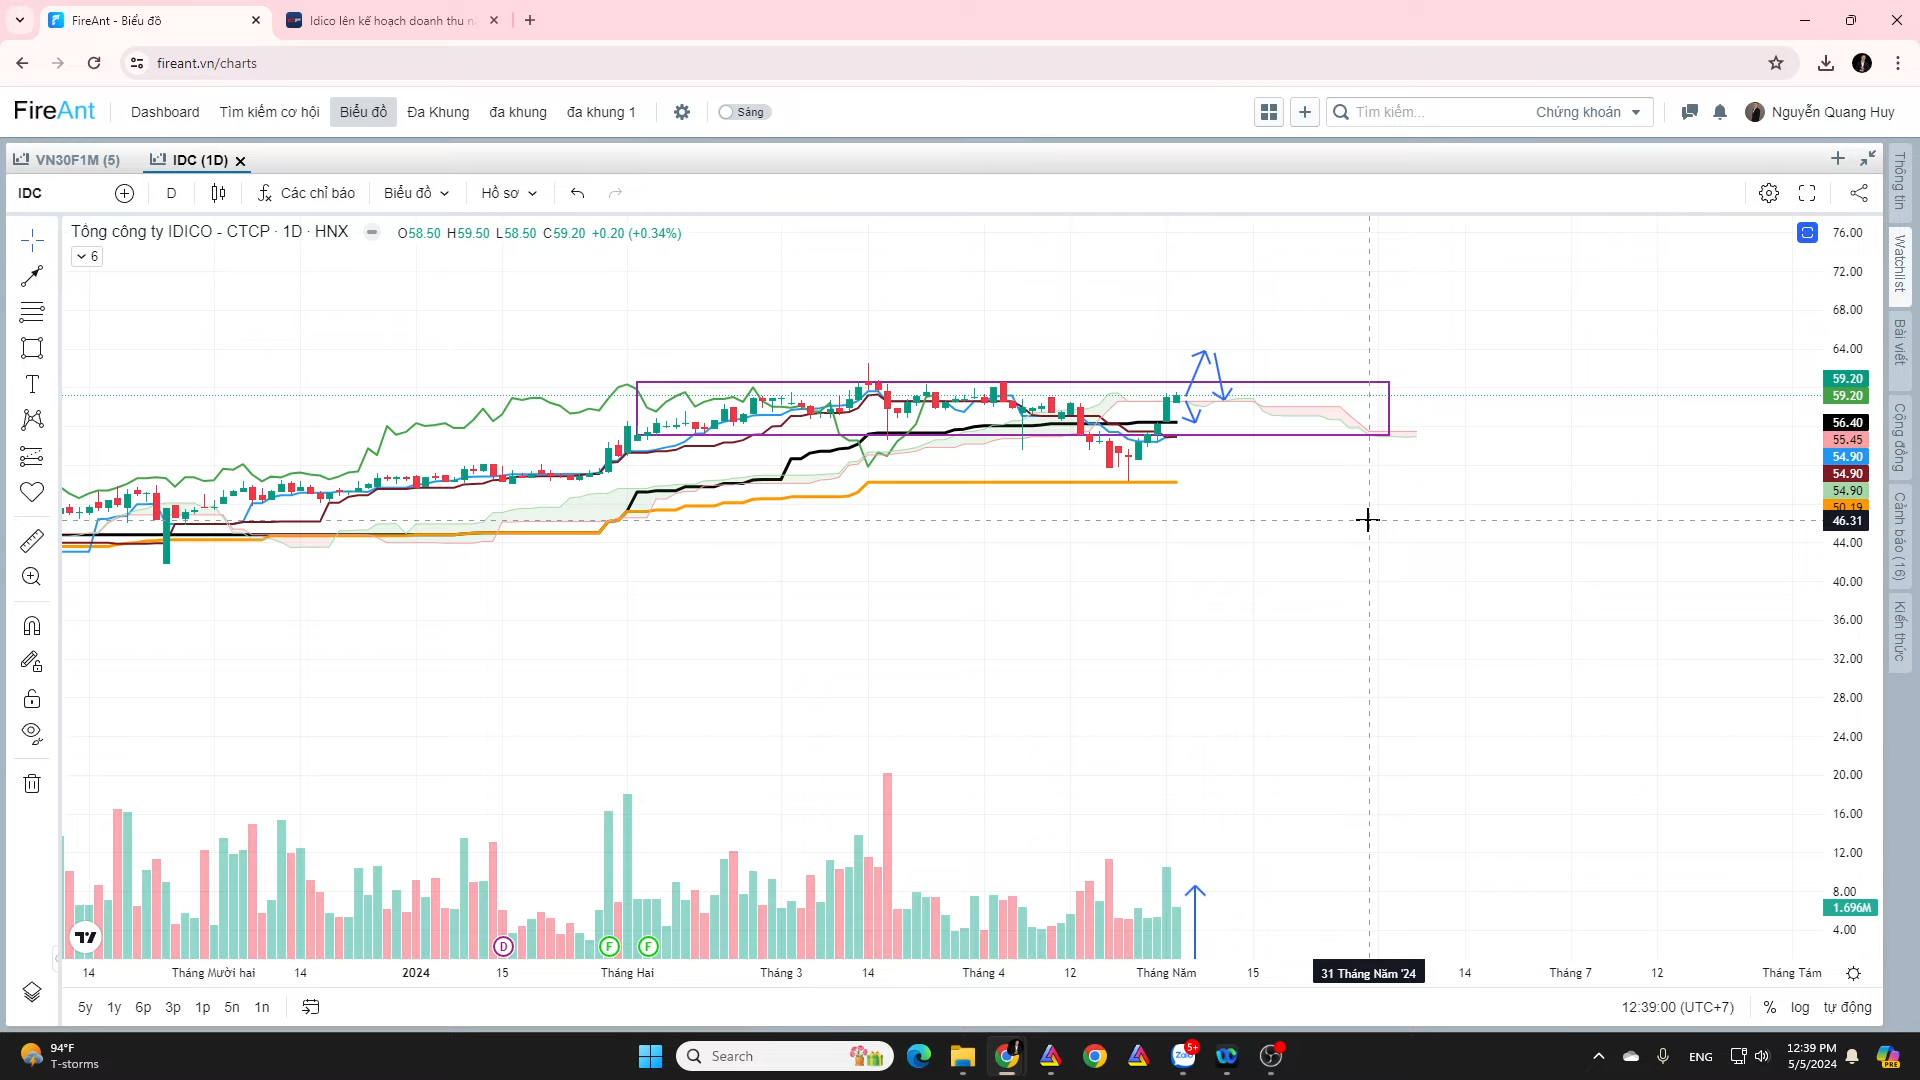 FireAnt - Biểu đồ
Idico lên kế hoạch doanh thu n
fireant.vn/charts
FireAnt
Dashboard
Tìm kiếm cơ hội
Biểu đồ
Đa Khung
đa khung
đa khung 1
Sáng
Tìm kiếm...
Chứng khoán
Nguyễn Quang Huy
VN30F1M (5)
IDC (1D)
IDC
D
Các chỉ báo
Biểu đồ
Hồ sơ
Tổng công ty IDICO - CTCP · 1D · HNX
O58.50 H59.50 L58.50 C59.20 +0.20 (+0.34%)
6
76.00
72.00
68.00
64.00
59.20
59.20
56.40
55.45
54.90
54.90
54.90
50.19
46.31
44.00
40.00
36.00
32.00
28.00
24.00
20.00
16.00
12.00
8.00
1.696M
4.00
Thông tin
Watchlist
Bài viết
Cộng đồng
Cảnh báo (16)
Kiến thức
D
F
F
14
Tháng Mười hai
14
2024
15
Tháng Hai
Tháng 3
14
Tháng 4
12
Tháng Năm
15
31 Tháng Năm '24
14
Tháng 7
12
Tháng Tám
5y
1y
6p
3p
1p
5n
1n
12:39:00 (UTC+7)
%
log
tự động
94°F
T-storms
Search
Zalo
5+
ENG
12:39 PM
5/5/2024
PRE